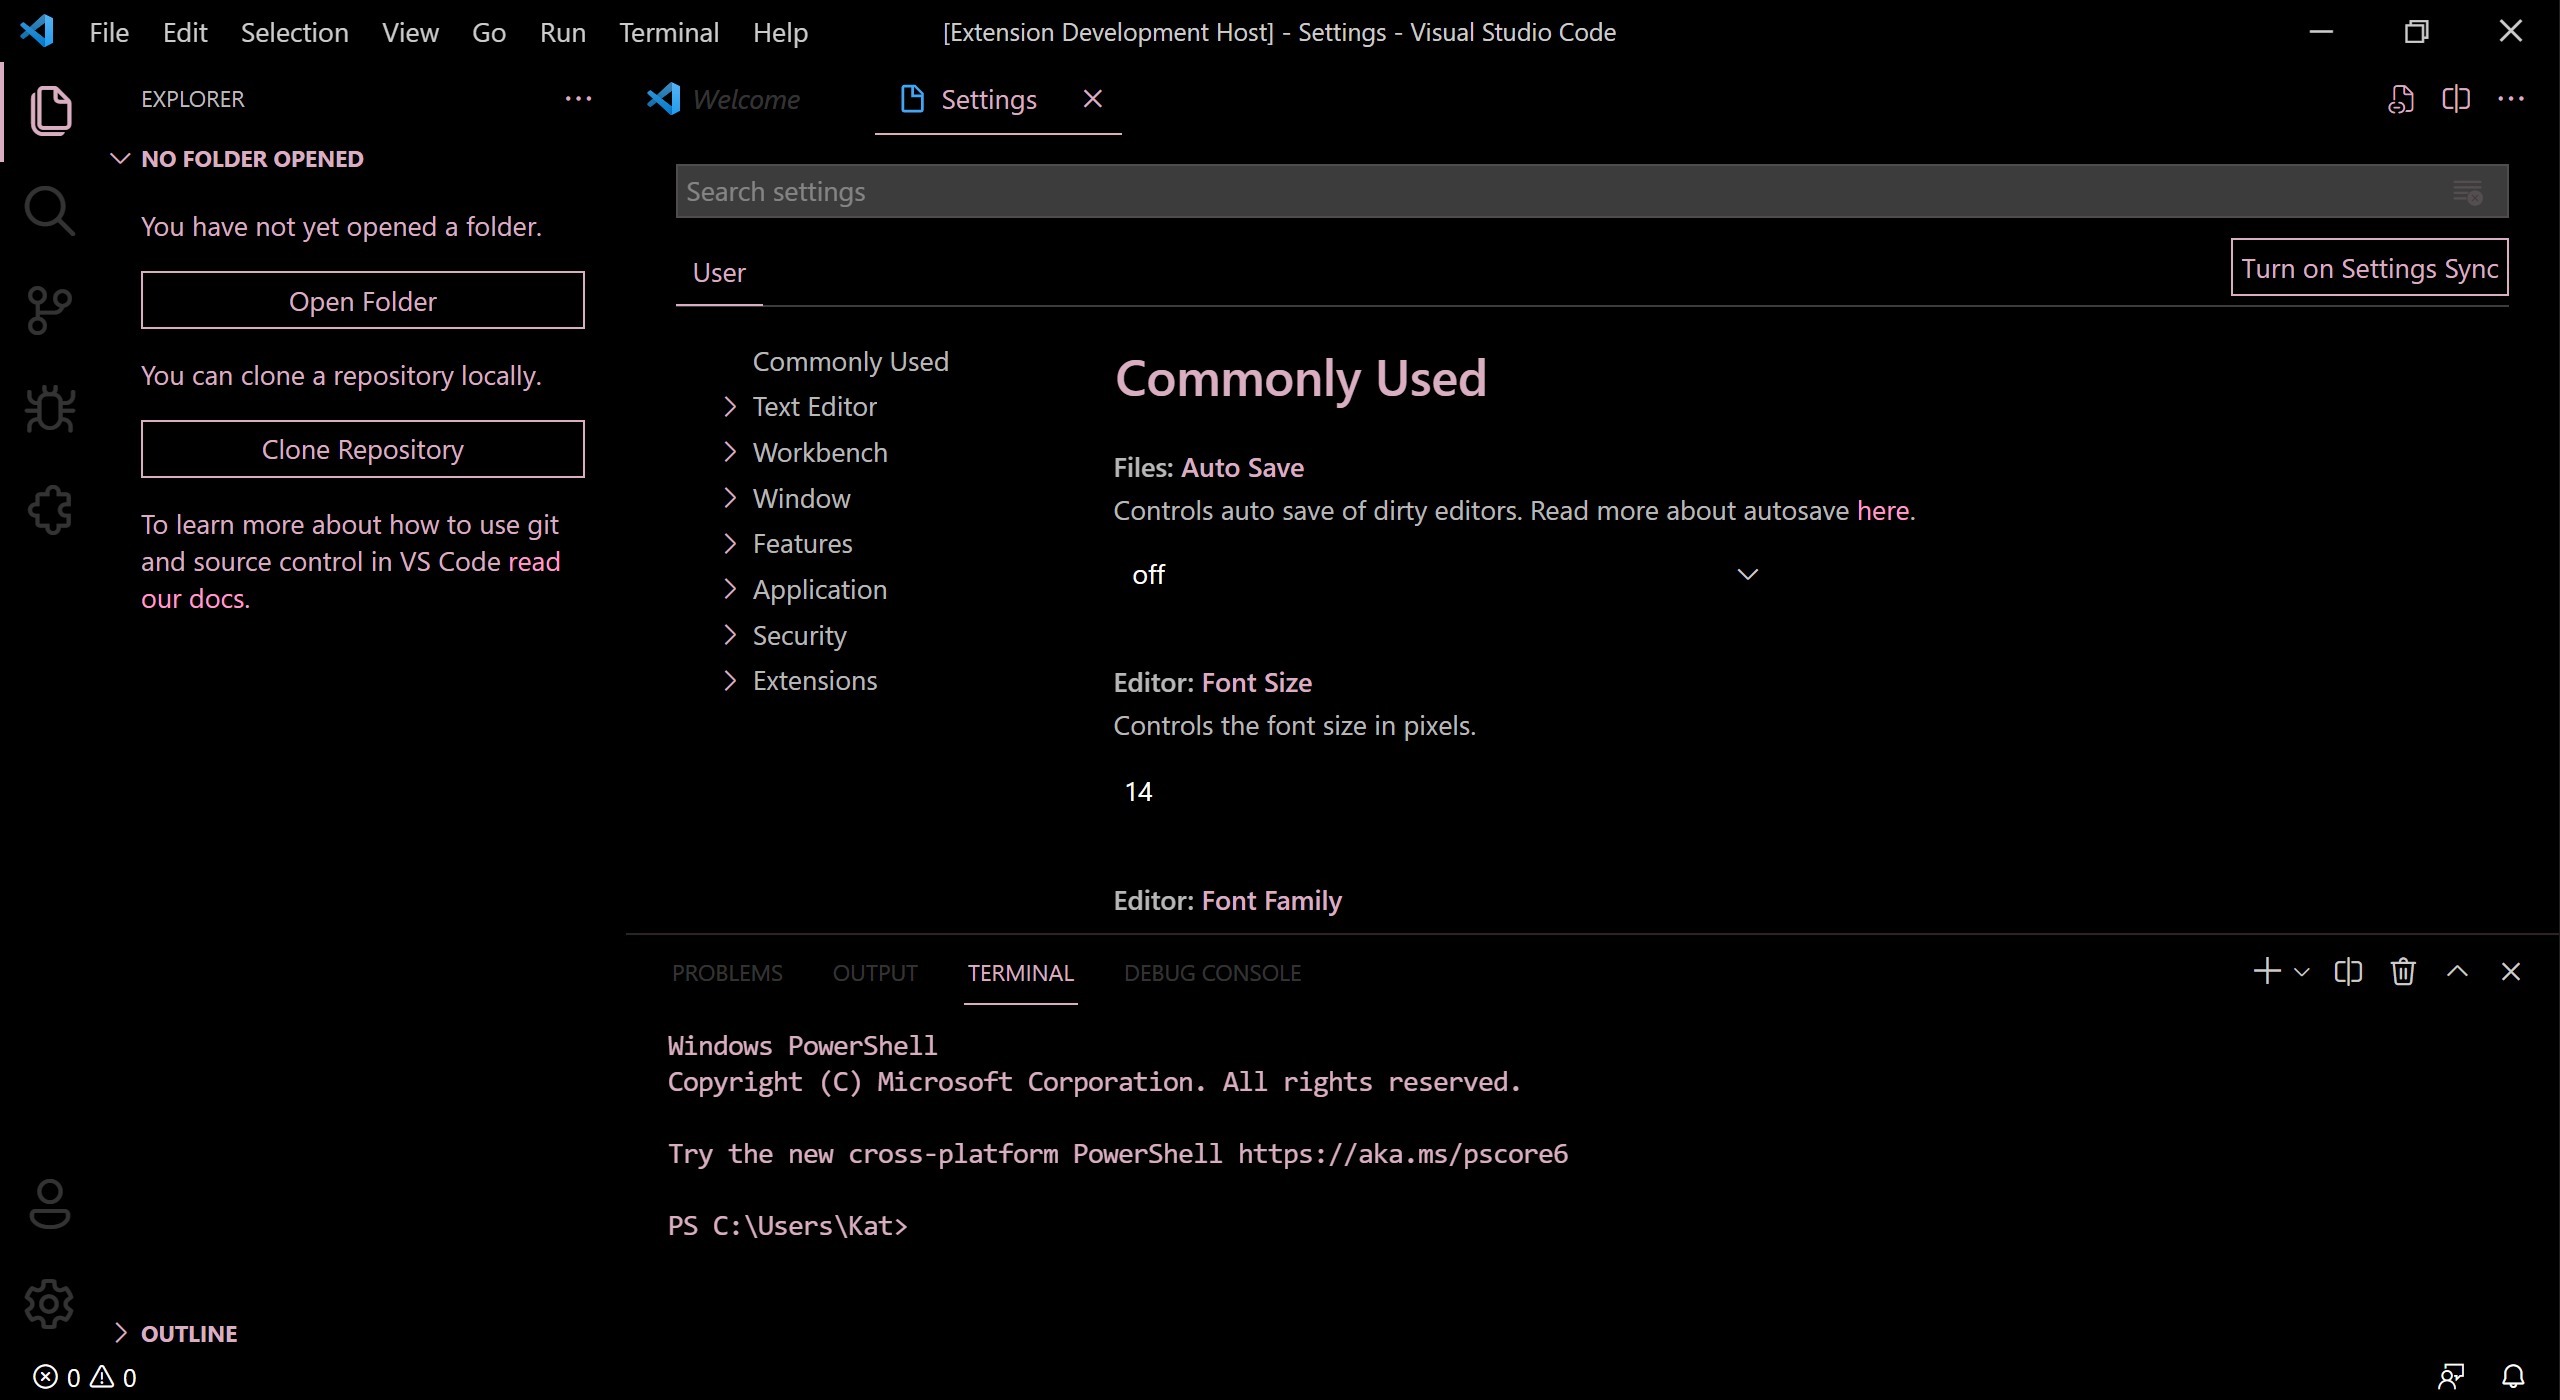 File Edit Selection View Go Run Terminal Help
[Extension Development Host] - Settings - Visual Studio Code
EXPLORER
NO FOLDER OPENED
You have not yet opened a folder.
Open Folder
You can clone a repository locally.
Clone Repository
To learn more about how to use git
and source control in VS Code read
our docs.
OUTLINE
Welcome
Settings
Search settings
User
Turn on Settings Sync
Commonly Used
Text Editor
Workbench
Window
Features
Application
Security
Extensions
Commonly Used
Files: Auto Save
Controls auto save of dirty editors. Read more about autosave here.
off
Editor: Font Size
Controls the font size in pixels.
14
Editor: Font Family
PROBLEMS OUTPUT TERMINAL DEBUG CONSOLE
Windows PowerShell
Copyright (C) Microsoft Corporation. All rights reserved.
Try the new cross-platform PowerShell https://aka.ms/pscore6
PS C:\Users\Kat>
0 0